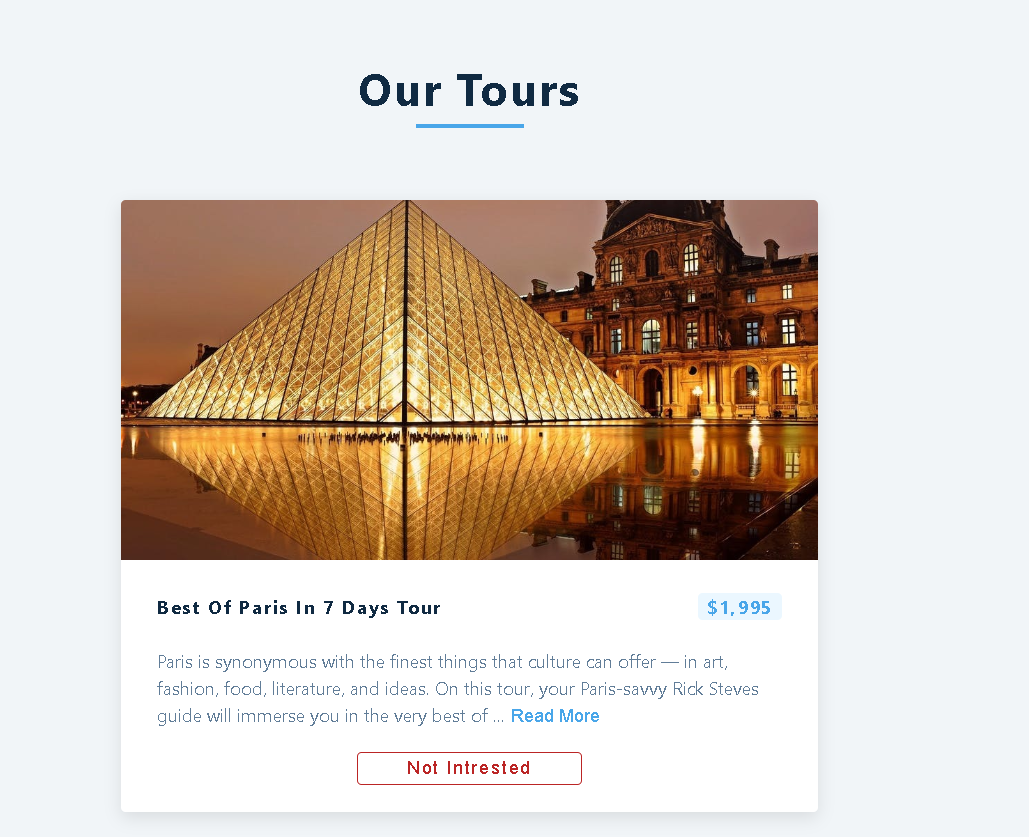 Our Tours
Best Of Paris In 7 Days Tour
$1,995
Paris is synonymous with the finest things that culture can offer — in art,
fashion, food, literature, and ideas. On this tour, your Paris-savvy Rick Steves
guide will immerse you in the very best of ... Read More
Not Intrested